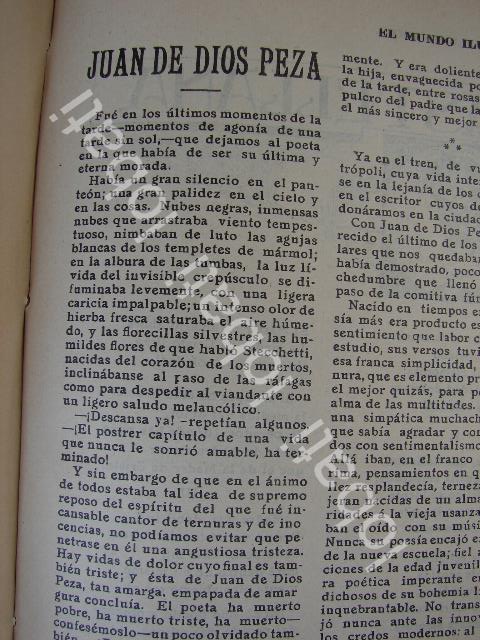 EL MUNDO ILU
JUAN DE DIOS PEZA
Fué en los últimos momentos de la
tarde—momentos de agonía de una
tarde sin sol,—que dejamos al poeta
en la que había de ser su última y
eterna morada.
Había un gran silencio en el pan-
teón; una gran palidez en el cielo y
en las cosas. Nubes negras, inmensas
nubes que arrastraba viento tempes-
tuoso, nimbaban de luto las agujas
blancas de los templetes de mármol;
en la albura de las tumbas, la luz lí-
vida del invisible crepúsculo se di-
fuminaba levemente, con una ligera
caricia impalpable; un intenso olor de
hierba fresca saturaba el aire húme-
do, y las florecillas silvestres, las hu-
mildes flores de que habló Stecchetti,
nacidas del corazón de los muertos,
inclinábanse al paso de las ráfagas
como para despedir al viandante con
un ligero saludo melancólico.
—¡Descansa ya! —repetían algunos.
—¡El postrer capítulo de una vida
que nunca le sonrió amable, ha ter-
minado!
Y sin embargo de que en el ánimo
de todos estaba tal idea de supremo
reposo del espíritu del que fué in-
cansable cantor de ternuras y de ino
cencias, no podíamos evitar que pe-
netrase en él una angustiosa tristeza.
Hay vidas de dolor cuyo final es tam-
bién triste; y ésta de Juan de Dios
Peza, tan amarga, empapada de amar
gura concluía. El poeta ha muerto
pobre, ha muerto triste, ha muerto—
confesémoslo—un poco olvidado tam-
mente. Y era doliente
la hija, envaguecida po
de la tarde, entre rosas
pulcro del padre que la
el más sincero y mejor
***
Ya en el tren, de vu
trópoli, cuya vida inten
se en la lejanía de los
en el escritor cuyos de
donáramos en la ciudad
Con Juan de Dios Pe
recido el último de los
lares que nos quedaban
había demostrado, poco
chedumbre que llenó
paso de la comitiva fún
Nacido en tiempos e
sía más era producto es
sentimiento que labor c
estudio, sus versos tuvi
esa franca simplicidad,
nura, que es elemento pr
el mejor quizás, para po
alma de las multitudes.
una simpática muchach
que sabía agradar y con
dos con sentimentalismo
Allá iban, en el franco
rima, pensamientos en q
llez resplandecía, ternez
jeran nacidas de un alma
ridades á la vieja usanza
ban el oído con su músi
Nunca su poesía encajó ex
de la nueva escuela; fiel á
ciones de la edad juvenil
ra poética imperante en
dichosos de su bohemia li
inquebrantable. No trans
jó nunca ante las innov
los credos modernos: al
¡Ojalá!! ¡Ojalá!! ¡Ojalá!!